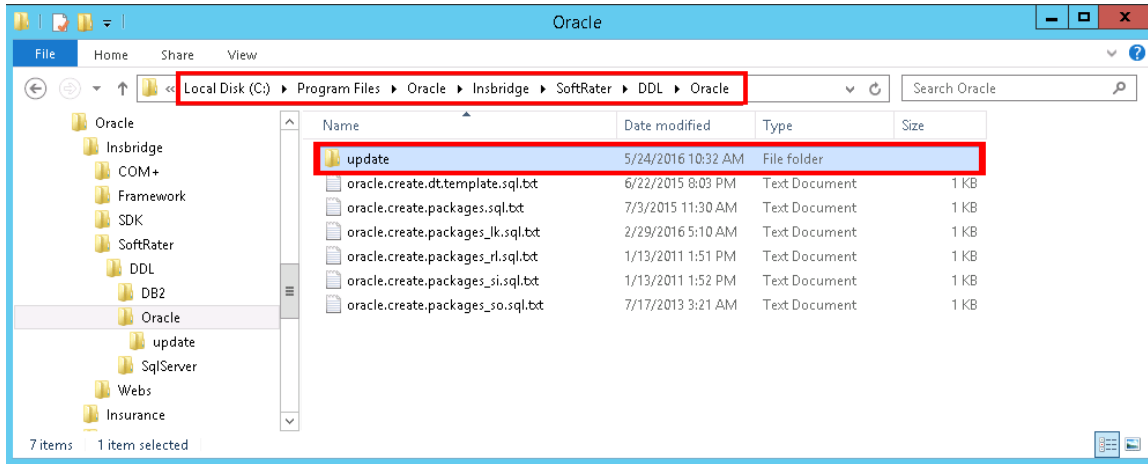 Oracle
File Home Share View
« Local Disk (C:) Program Files Oracle Insbridge SoftRater DDL Oracle Search Oracle
Oracle
Insbridge
COM+
Framework
SDK
SoftRater
DDL
DB2
Oracle
update
SqlServer
Webs
Insurance
Name Date modified Type Size
update 5/24/2016 10:32 AM File folder
oracle.create.dt.template.sql.txt 6/22/2015 8:03 PM Text Document 1 KB
oracle.create.packages.sql.txt 7/3/2015 11:30 AM Text Document 1 KB
oracle.create.packages_lk.sql.txt 2/29/2016 5:10 AM Text Document 1 KB
oracle.create.packages_rl.sql.txt 1/13/2011 1:51 PM Text Document 1 KB
oracle.create.packages_si.sql.txt 1/13/2011 1:52 PM Text Document 1 KB
oracle.create.packages_so.sql.txt 7/17/2013 3:21 AM Text Document 1 KB
7 items 1 item selected